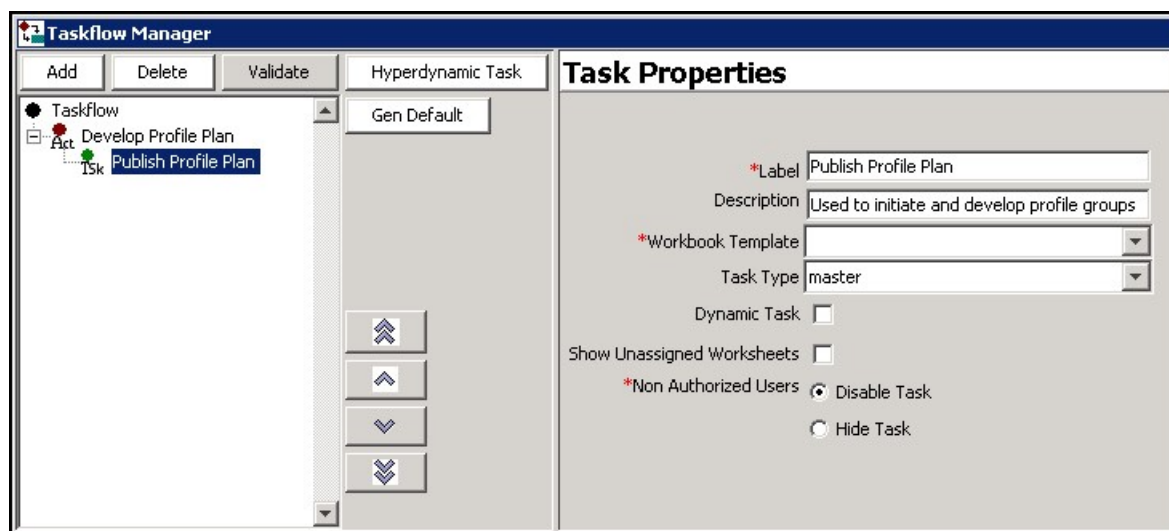 Taskflow Manager
Add Delete Validate Hyperdynamic Task
Gen Default
Taskflow
Act Develop Profile Plan
Tsk Publish Profile Plan
Task Properties
*Label Publish Profile Plan
Description Used to initiate and develop profile groups
*Workbook Template
Task Type master
Dynamic Task
Show Unassigned Worksheets
*Non Authorized Users Disable Task
Hide Task